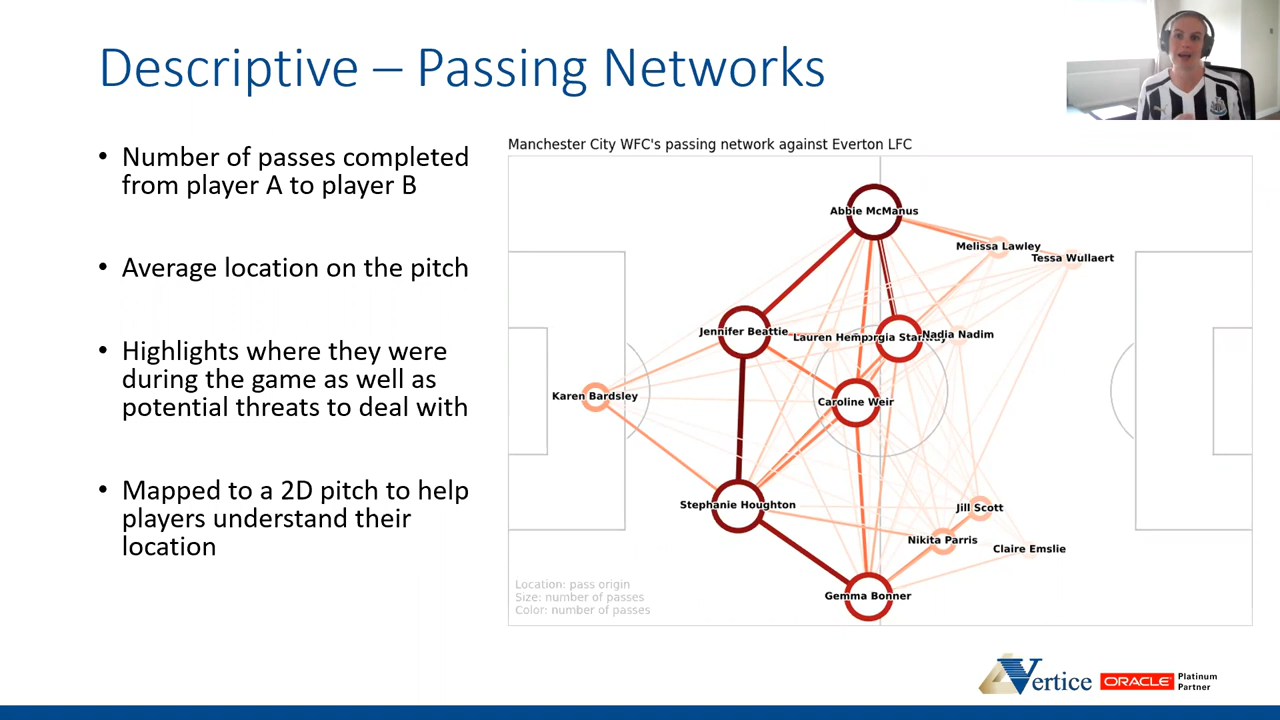 Descriptive – Passing Networks
• Number of passes completed
from player A to player B
• Average location on the pitch
• Highlights where they were
during the game as well as
potential threats to deal with
• Mapped to a 2D pitch to help
players understand their
location
Manchester City WFC's passing network against Everton LFC
Abbie McManus
Melissa Lawley
Tessa Wullaert
Jennifer Beattie
Lauren Hemp
Nadia Nadim
Karen Bardsley
Caroline Weir
Stephanie Houghton
Jill Scott
Nikita Parris
Claire Emslie
Gemma Bonner
Location: pass origin
Size: number of passes
Color: number of passes
Vertice
ORACLE
Platinum
Partner